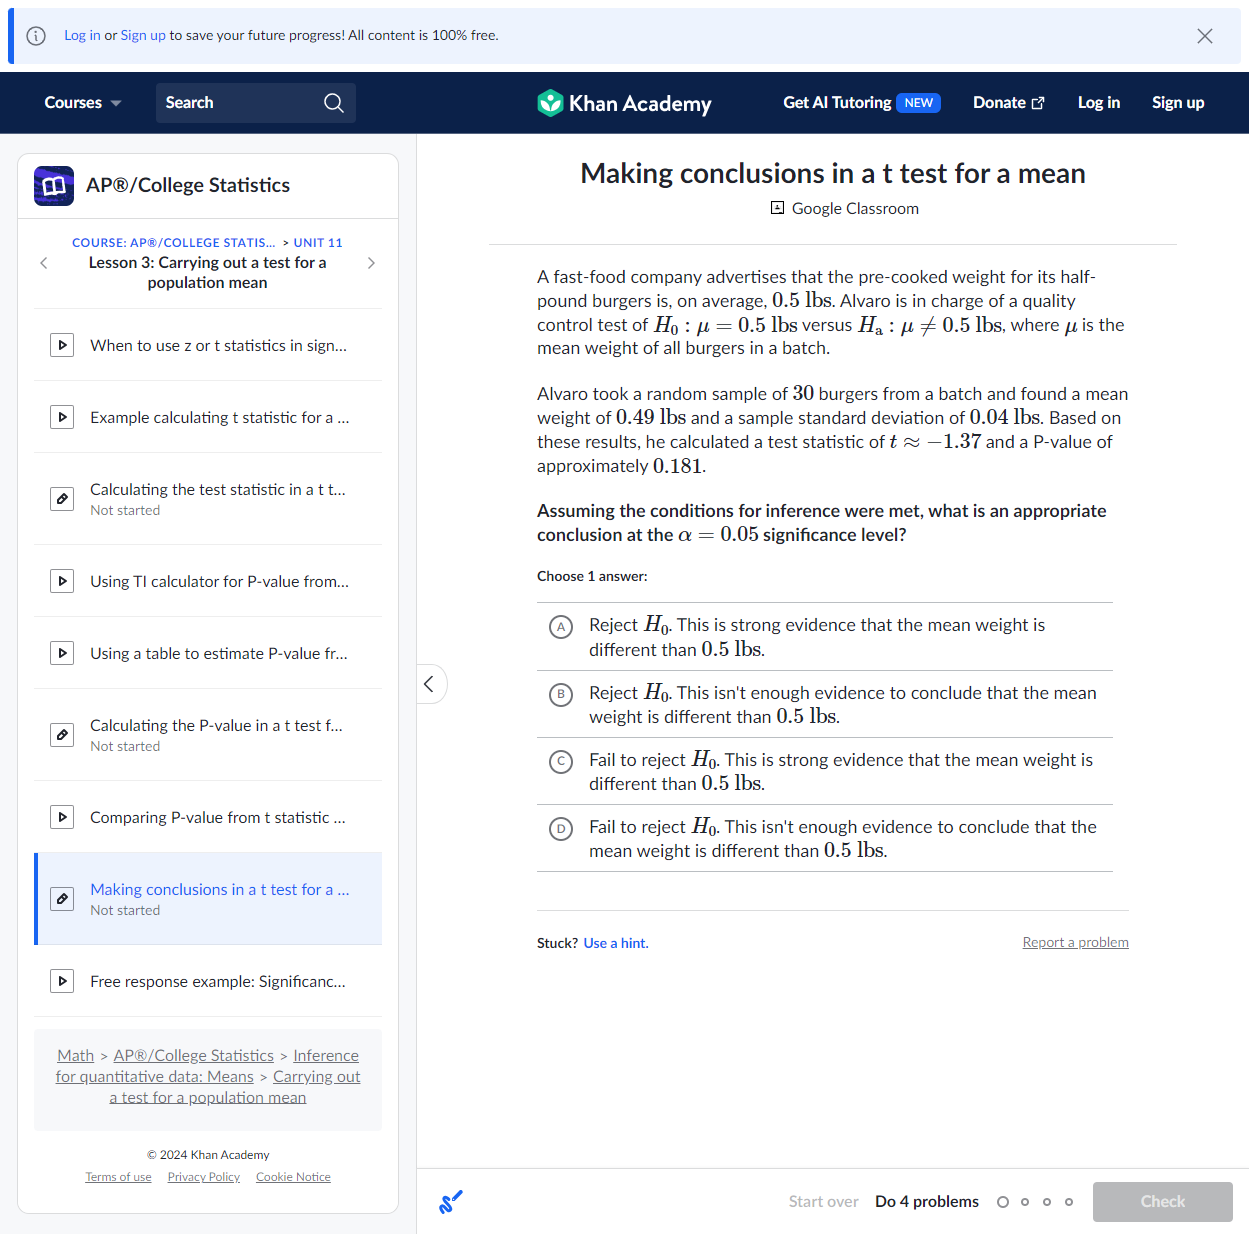 Log in or Sign up to save your future progress! All content is 100% free.
Courses
Search
Khan Academy
Get AI Tutoring NEW
Donate
Log in
Sign up
AP®/College Statistics
COURSE: AP®/COLLEGE STATIS... > UNIT 11
Lesson 3: Carrying out a test for a
population mean
When to use z or t statistics in sign...
Example calculating t statistic for a ...
Calculating the test statistic in a t t...
Not started
Using TI calculator for P-value from...
Using a table to estimate P-value fr...
Calculating the P-value in a t test f...
Not started
Comparing P-value from t statistic ...
Making conclusions in a t test for a ...
Not started
Free response example: Significanc...
Math > AP®/College Statistics > Inference
for quantitative data: Means > Carrying out
a test for a population mean
© 2024 Khan Academy
Terms of use Privacy Policy Cookie Notice
Making conclusions in a t test for a mean
Google Classroom
A fast-food company advertises that the pre-cooked weight for its half-
pound burgers is, on average, 0.5 lbs. Alvaro is in charge of a quality
control test of H₀ : μ = 0.5 lbs versus Hₐ : μ ≠ 0.5 lbs, where μ is the
mean weight of all burgers in a batch.
Alvaro took a random sample of 30 burgers from a batch and found a mean
weight of 0.49 lbs and a sample standard deviation of 0.04 lbs. Based on
these results, he calculated a test statistic of t ≈ −1.37 and a P-value of
approximately 0.181.
Assuming the conditions for inference were met, what is an appropriate
conclusion at the α = 0.05 significance level?
Choose 1 answer:
A Reject H₀. This is strong evidence that the mean weight is
different than 0.5 lbs.
B Reject H₀. This isn't enough evidence to conclude that the mean
weight is different than 0.5 lbs.
C Fail to reject H₀. This is strong evidence that the mean weight is
different than 0.5 lbs.
D Fail to reject H₀. This isn't enough evidence to conclude that the
mean weight is different than 0.5 lbs.
Stuck? Use a hint.
Report a problem
Start over
Do 4 problems
Check